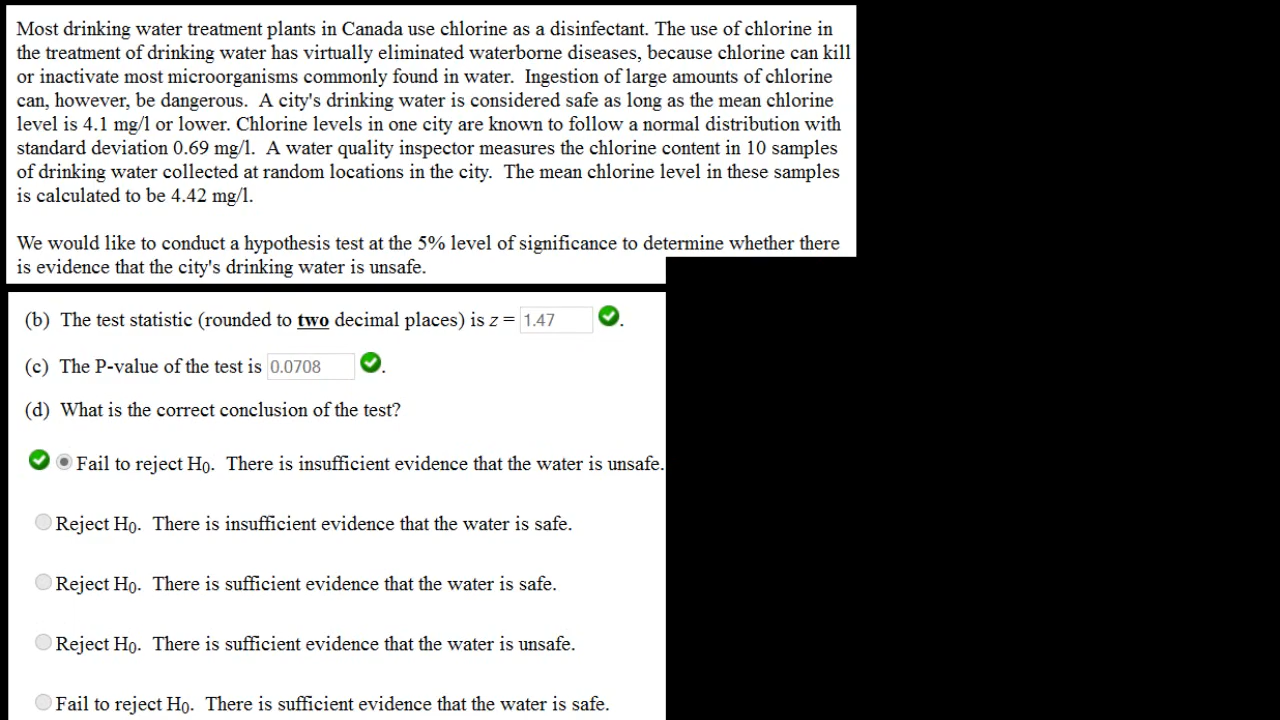 Most drinking water treatment plants in Canada use chlorine as a disinfectant. The use of chlorine in
the treatment of drinking water has virtually eliminated waterborne diseases, because chlorine can kill
or inactivate most microorganisms commonly found in water. Ingestion of large amounts of chlorine
can, however, be dangerous. A city's drinking water is considered safe as long as the mean chlorine
level is 4.1 mg/l or lower. Chlorine levels in one city are known to follow a normal distribution with
standard deviation 0.69 mg/l. A water quality inspector measures the chlorine content in 10 samples
of drinking water collected at random locations in the city. The mean chlorine level in these samples
is calculated to be 4.42 mg/l.
We would like to conduct a hypothesis test at the 5% level of significance to determine whether there
is evidence that the city's drinking water is unsafe.
(b) The test statistic (rounded to two decimal places) is z = 1.47 .
(c) The P-value of the test is 0.0708 .
(d) What is the correct conclusion of the test?
Fail to reject H0. There is insufficient evidence that the water is unsafe.
Reject H0. There is insufficient evidence that the water is safe.
Reject H0. There is sufficient evidence that the water is safe.
Reject H0. There is sufficient evidence that the water is unsafe.
Fail to reject H0. There is sufficient evidence that the water is safe.